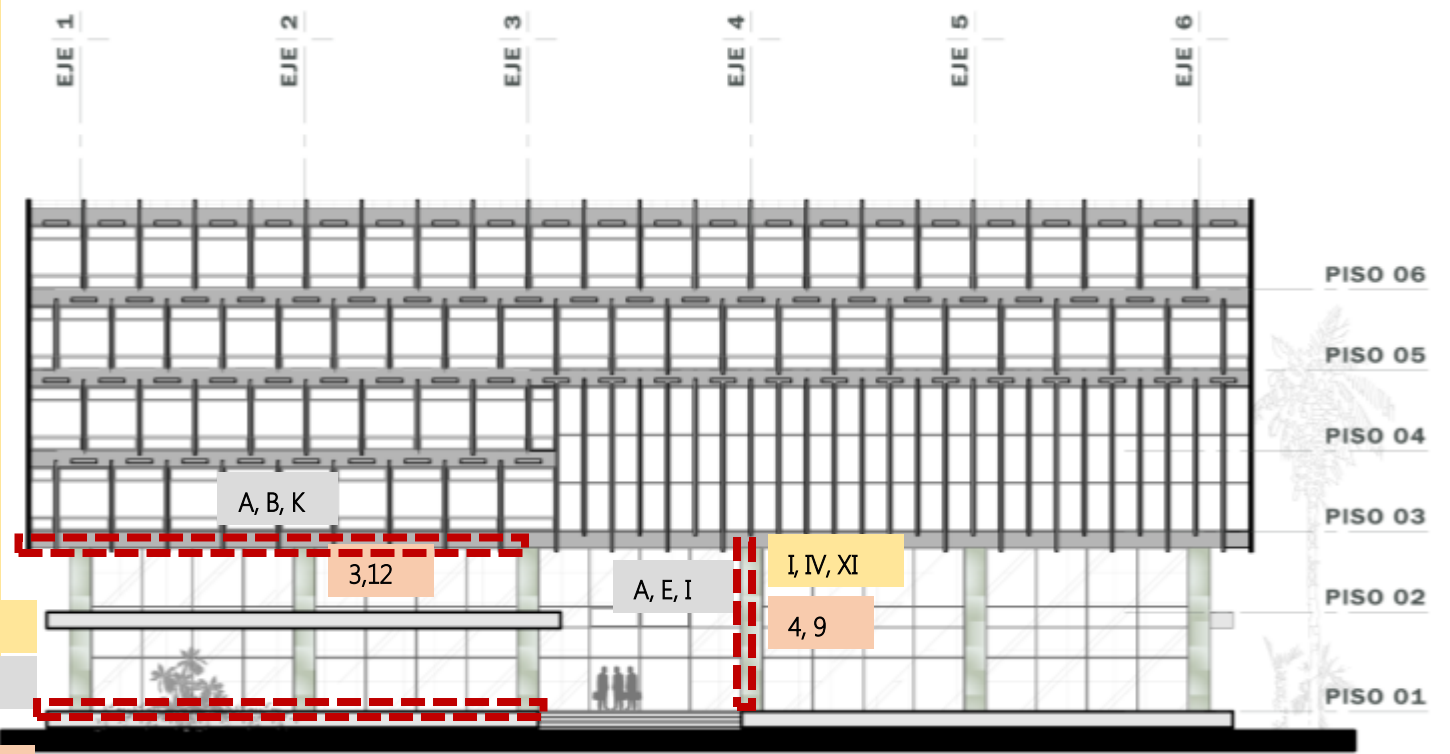 EJE 1
EJE 2
EJE 3
EJE 4
EJE 5
EJE 6
PISO 06
PISO 05
PISO 04
A, B, K
PISO 03
I, IV, XI
3,12
A, E, I
PISO 02
4, 9
PISO 01